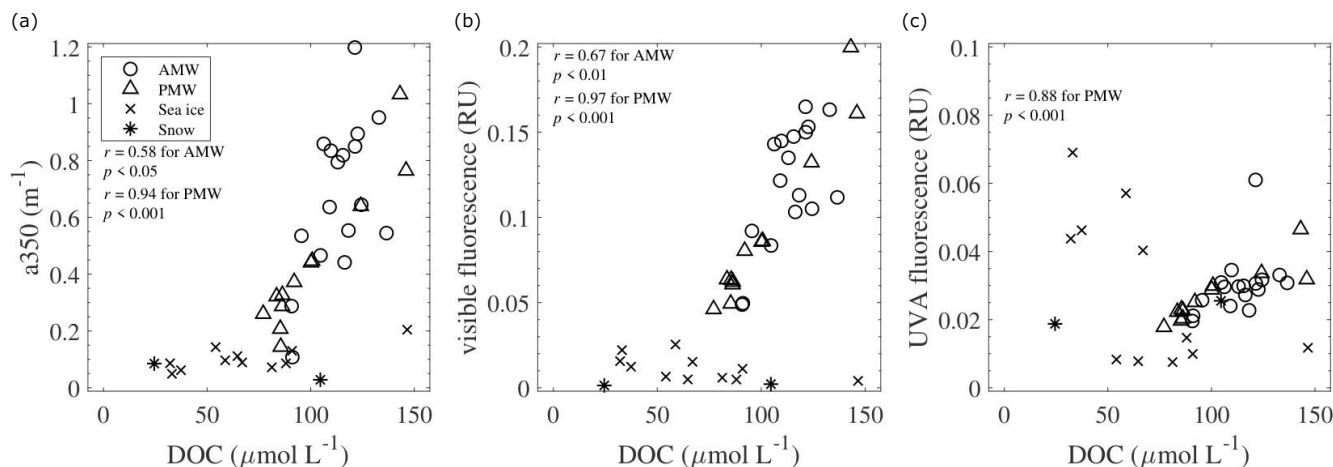 (a)
1.2
1
0.8
0.6
0.4
0.2
0
a350 (m⁻¹)
AMW
PMW
Sea ice
Snow
r = 0.58 for AMW
p < 0.05
r = 0.94 for PMW
p < 0.001
0 50 100 150
DOC (μmol L⁻¹)
(b)
0.2
0.15
0.1
0.05
0
visible fluorescence (RU)
r = 0.67 for AMW
p < 0.01
r = 0.97 for PMW
p < 0.001
0 50 100 150
DOC (μmol L⁻¹)
(c)
0.1
0.08
0.06
0.04
0.02
0
UVA fluorescence (RU)
r = 0.88 for PMW
p < 0.001
0 50 100 150
DOC (μmol L⁻¹)